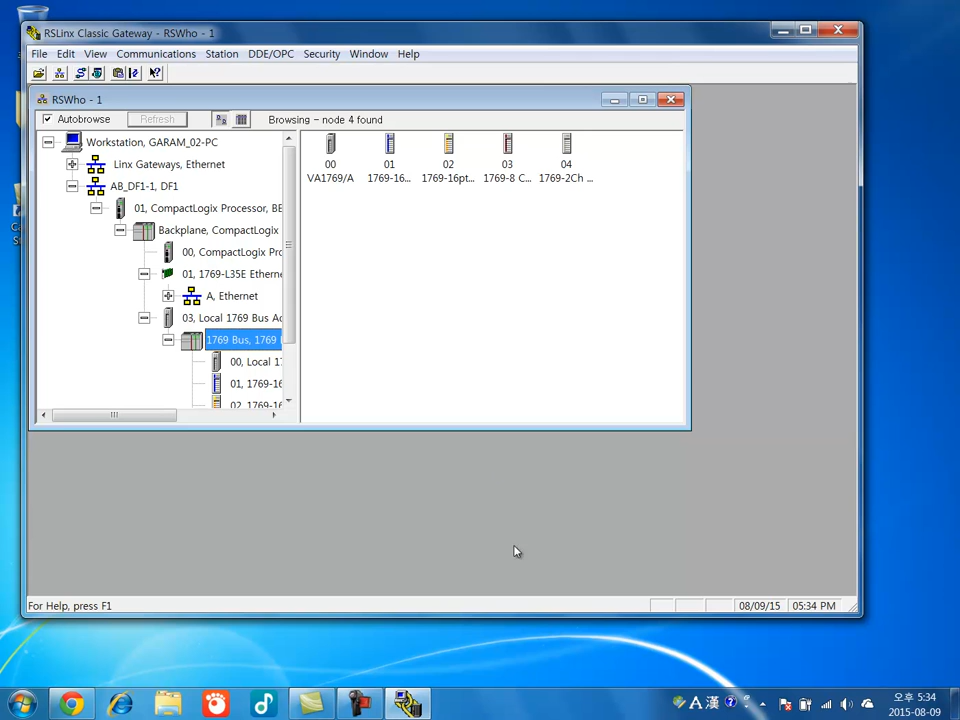 RSLinx Classic Gateway - RSWho - 1
File Edit View Communications Station DDE/OPC Security Window Help
RSWho - 1
Autobrowse Refresh Browsing - node 4 found
Workstation, GARAM_02-PC
Linx Gateways, Ethernet
AB_DF1-1, DF1
01, CompactLogix Processor, BE
Backplane, CompactLogix
00, CompactLogix Pro
01, 1769-L35E Etherne
A, Ethernet
03, Local 1769 Bus Ad
1769 Bus, 1769
00, Local 17
01, 1769-16
02, 1769-16
00 01 02 03 04
VA1769/A 1769-16... 1769-16pt... 1769-8 C... 1769-2Ch ...
For Help, press F1 08/09/15 05:34 PM
A 漢
오후 5:34
2015-08-09